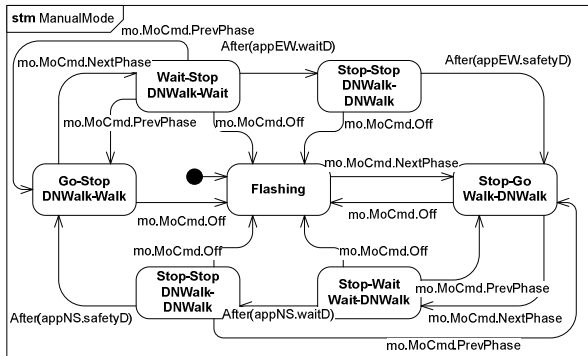 stm ManualMode
mo.MoCmd.PrevPhase
After(appEW.waitD)
After(appEW.safetyD)
mo.MoCmd.NextPhase
Wait-Stop
DNWalk-Wait
Stop-Stop
DNWalk-
DNWalk
mo.MoCmd.PrevPhase
mo.MoCmd.Off
mo.MoCmd.Off
mo.MoCmd.NextPhase
Go-Stop
DNWalk-Walk
Flashing
Stop-Go
Walk-DNWalk
mo.MoCmd.Off
mo.MoCmd.Off
mo.MoCmd.Off
mo.MoCmd.Off
Stop-Stop
DNWalk-
DNWalk
Stop-Wait
Wait-DNWalk
mo.MoCmd.PrevPhase
After(appNS.safetyD)
After(appNS.waitD)
mo.MoCmd.NextPhase
mo.MoCmd.PrevPhase